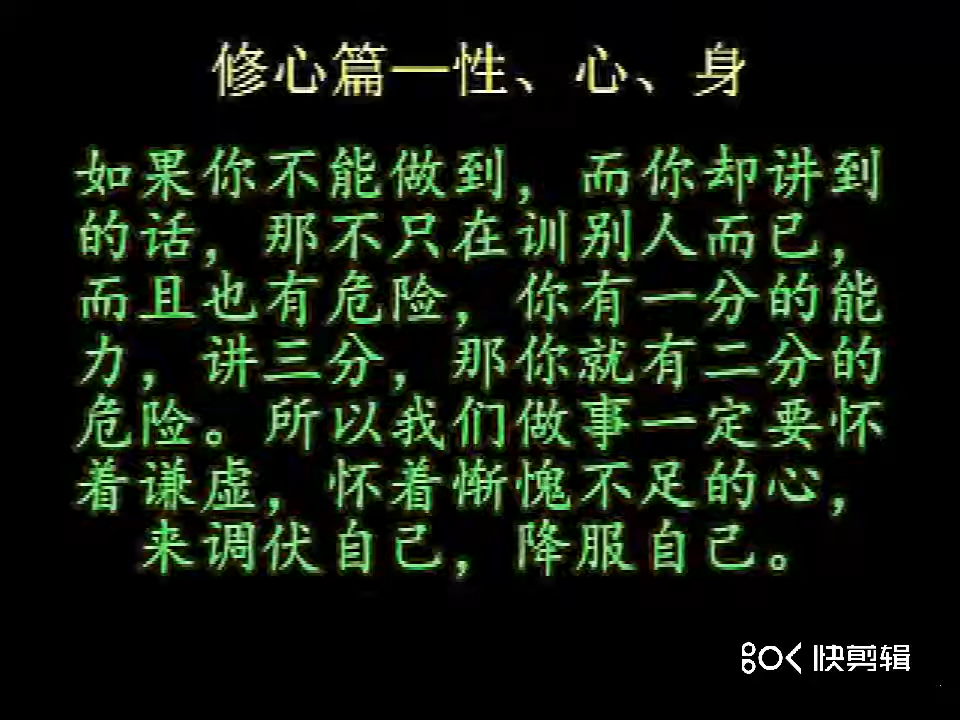 修心篇—性、心、身
如果你不能做到，而你却讲到
的话，那不只在训别人而已，
而且也有危险，你有一分的能
力，讲三分，那你就有二分的
危险。所以我们做事一定要怀
着谦虚，怀着惭愧不足的心，
来调伏自己，降服自己。
快剪辑